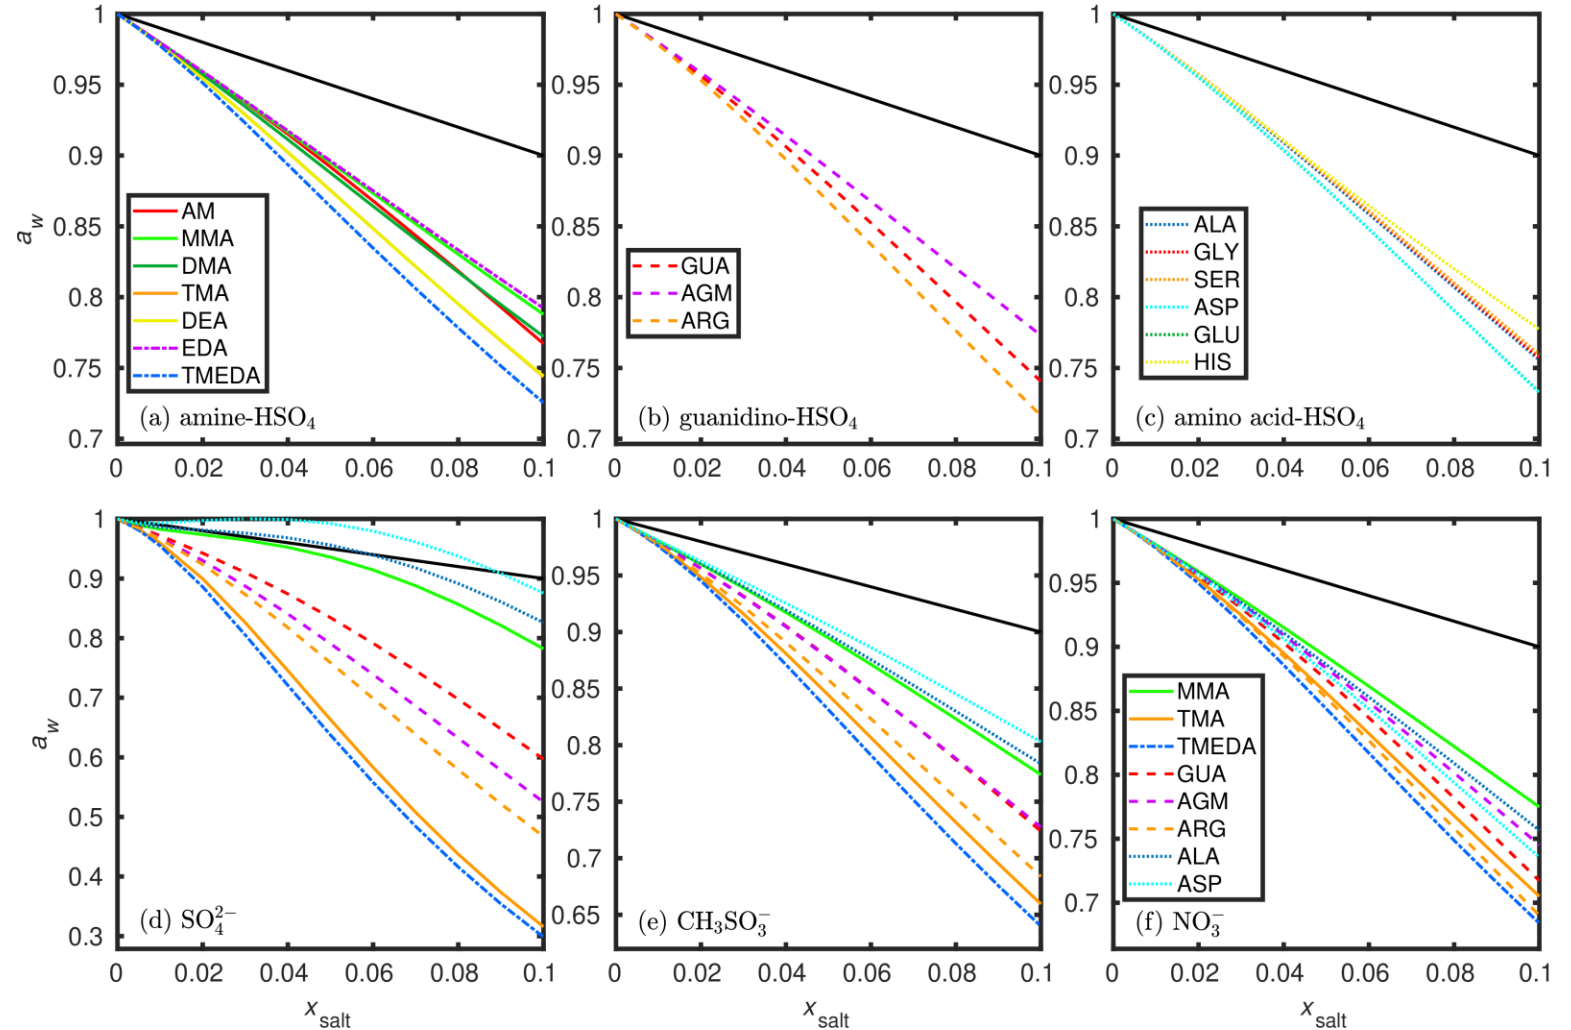 1
0.95
0.9
0.85
0.8
0.75
0.7
a_w
AM
MMA
DMA
TMA
DEA
EDA
TMEDA
(a) amine-HSO₄
0 0.02 0.04 0.06 0.08 0.1
1
0.95
0.9
0.85
0.8
0.75
0.7
GUA
AGM
ARG
(b) guanidino-HSO₄
0 0.02 0.04 0.06 0.08 0.1
1
0.95
0.9
0.85
0.8
0.75
0.7
ALA
GLY
SER
ASP
GLU
HIS
(c) amino acid-HSO₄
0 0.02 0.04 0.06 0.08 0.1
1
0.9
0.8
0.7
0.6
0.5
0.4
0.3
a_w
(d) SO₄²⁻
0 0.02 0.04 0.06 0.08 0.1
x_salt
1
0.95
0.9
0.85
0.8
0.75
0.7
0.65
(e) CH₃SO₃⁻
0 0.02 0.04 0.06 0.08 0.1
x_salt
1
0.95
0.9
0.85
0.8
0.75
0.7
MMA
TMA
TMEDA
GUA
AGM
ARG
ALA
ASP
(f) NO₃⁻
0 0.02 0.04 0.06 0.08 0.1
x_salt